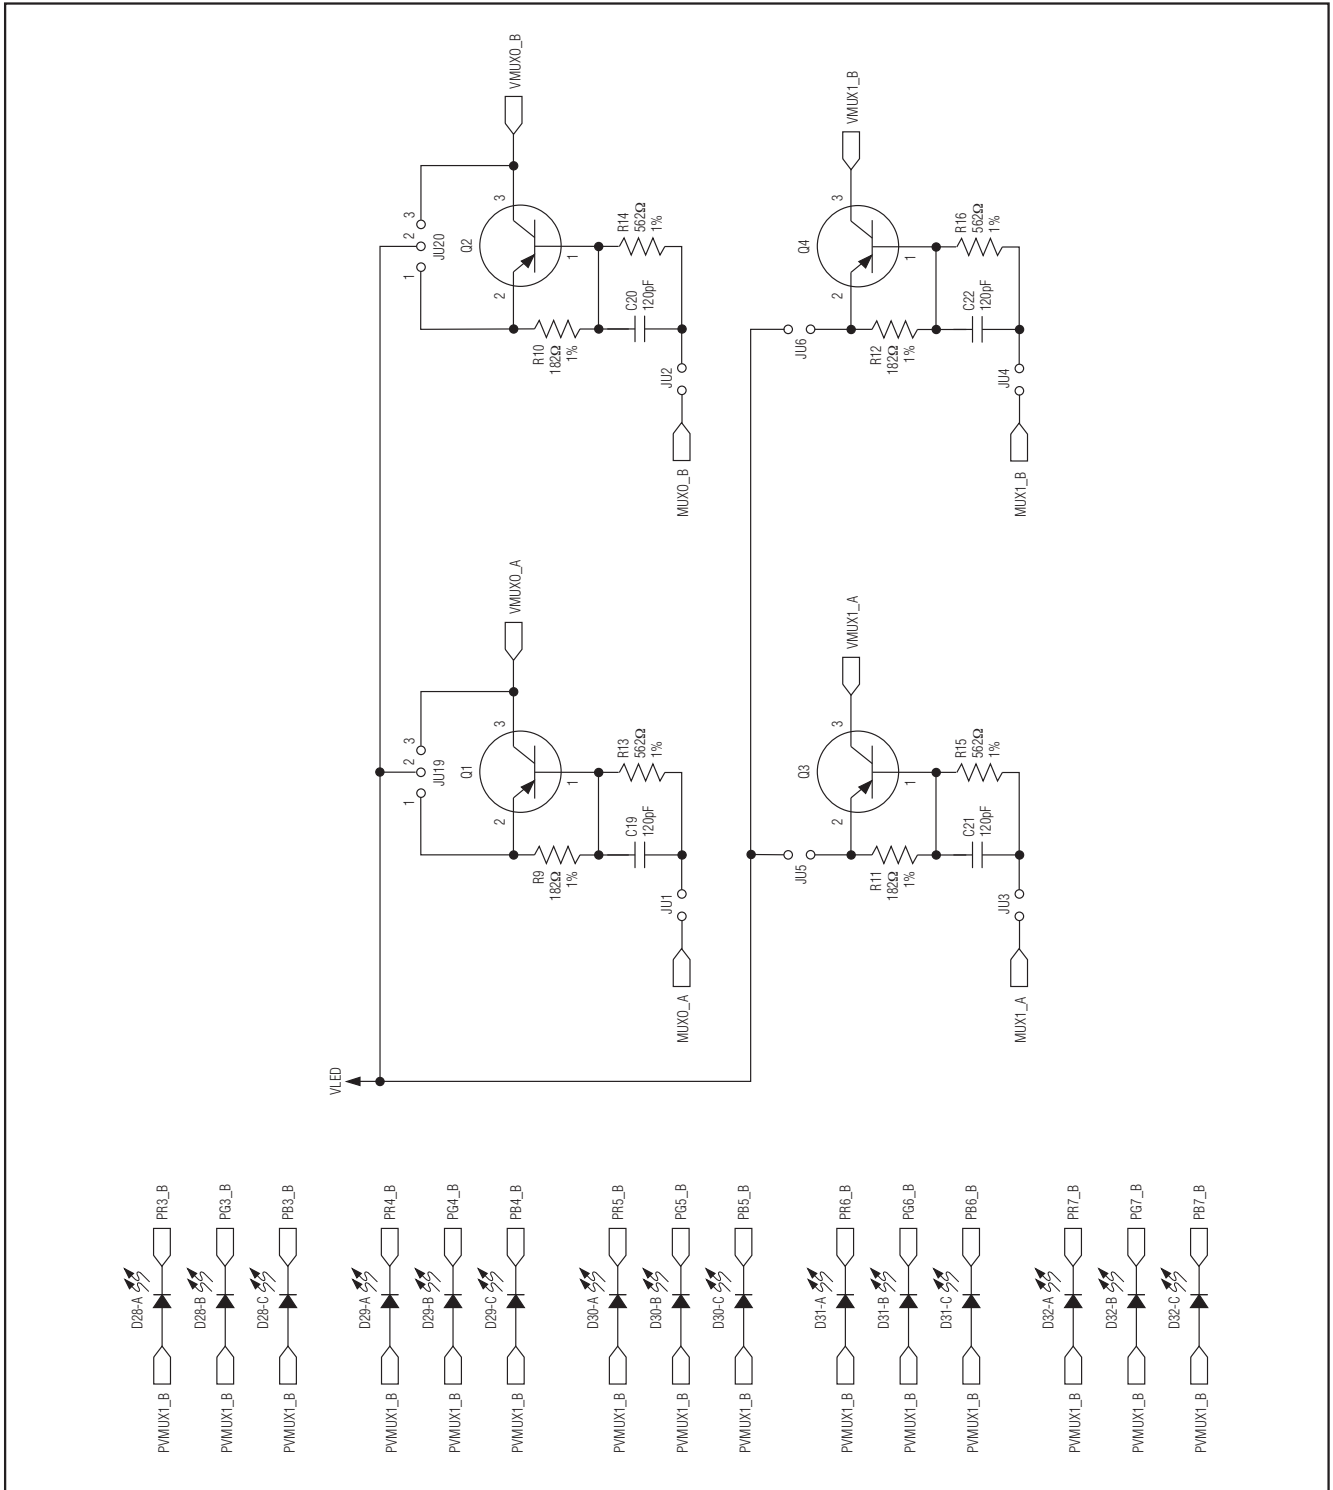 PVMUX1_B
D28-A
PR3_B
PVMUX1_B
D28-B
PG3_B
PVMUX1_B
D28-C
PB3_B
PVMUX1_B
D29-A
PR4_B
PVMUX1_B
D29-B
PG4_B
PVMUX1_B
D29-C
PB4_B
PVMUX1_B
D30-A
PR5_B
PVMUX1_B
D30-B
PG5_B
PVMUX1_B
D30-C
PB5_B
PVMUX1_B
D31-A
PR6_B
PVMUX1_B
D31-B
PG6_B
PVMUX1_B
D31-C
PB6_B
PVMUX1_B
D32-A
PR7_B
PVMUX1_B
D32-B
PG7_B
PVMUX1_B
D32-C
PB7_B
VLED
1
2
3
JU19
Q1
2
3
1
VMUX0_A
R9
182Ω
1%
C19
120pF
R13
562Ω
1%
JU1
MUX0_A
1
2
3
JU20
Q2
2
3
1
VMUX0_B
R10
182Ω
1%
C20
120pF
R14
562Ω
1%
JU2
MUX0_B
JU5
Q3
2
3
1
VMUX1_A
R11
182Ω
1%
C21
120pF
R15
562Ω
1%
JU3
MUX1_A
JU6
Q4
2
3
1
VMUX1_B
R12
182Ω
1%
C22
120pF
R16
562Ω
1%
JU4
MUX1_B